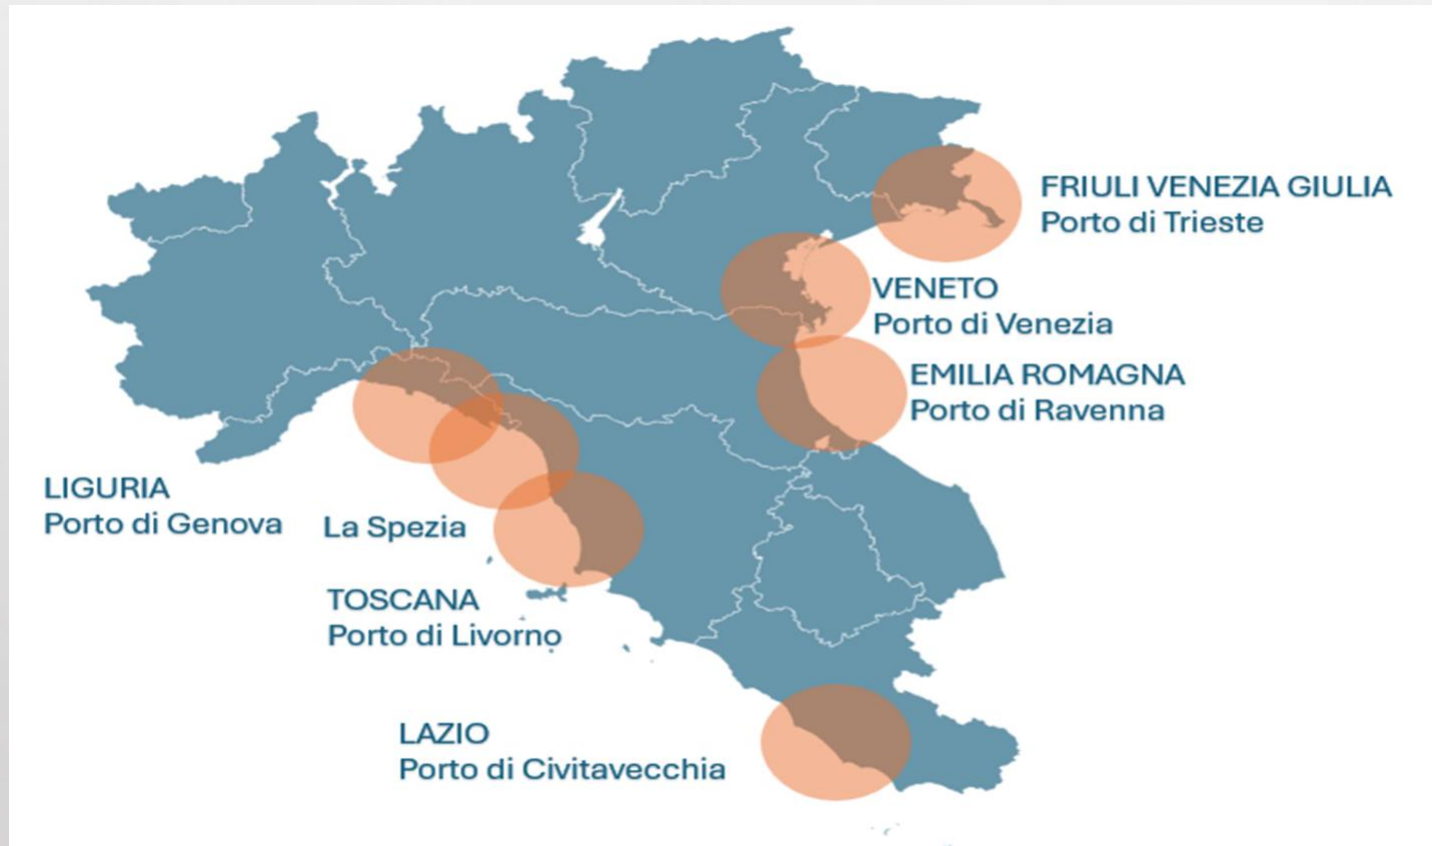 FRIULI VENEZIA GIULIA
Porto di Trieste
VENETO
Porto di Venezia
EMILIA ROMAGNA
Porto di Ravenna
LIGURIA
Porto di Genova
La Spezia
TOSCANA
Porto di Livorno
LAZIO
Porto di Civitavecchia